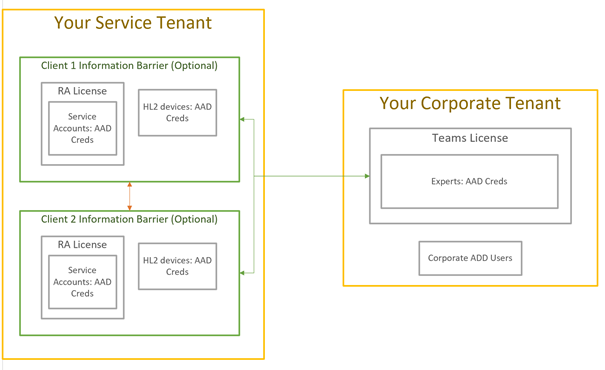 Your Service Tenant
Client 1 Information Barrier (Optional)
RA License
Service
Accounts: AAD
Creds
HL2 devices: AAD
Creds
Client 2 Information Barrier (Optional)
RA License
Service
Accounts: AAD
Creds
HL2 devices: AAD
Creds
Your Corporate Tenant
Teams License
Experts: AAD Creds
Corporate ADD Users